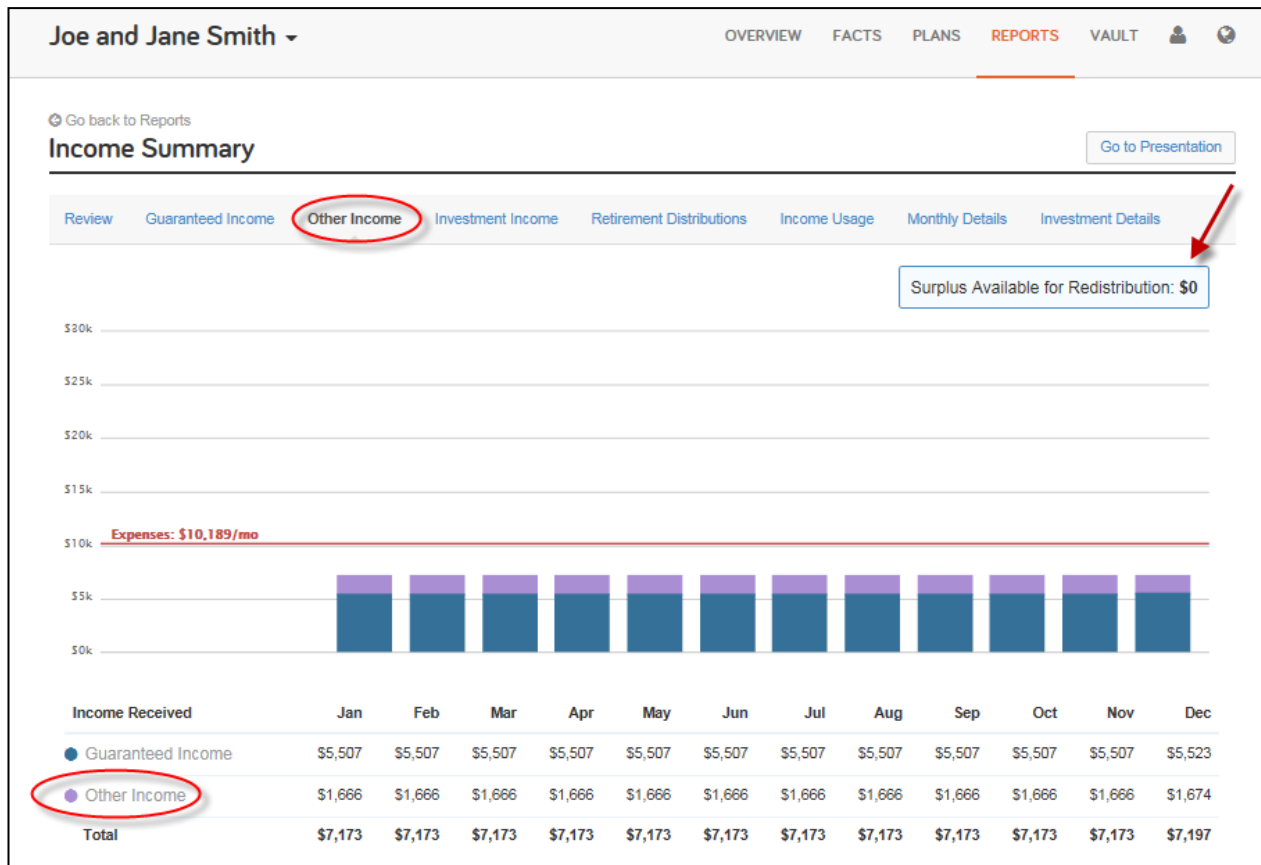 Joe and Jane Smith OVERVIEW FACTS PLANS REPORTS VAULT
Go back to Reports
Income Summary Go to Presentation
Review Guaranteed Income Other Income Investment Income Retirement Distributions Income Usage Monthly Details Investment Details
Surplus Available for Redistribution: $0
$30k
$25k
$20k
$15k
Expenses: $10,189/mo
$10k
$5k
$0k
Income Received Jan Feb Mar Apr May Jun Jul Aug Sep Oct Nov Dec
Guaranteed Income $5,507 $5,507 $5,507 $5,507 $5,507 $5,507 $5,507 $5,507 $5,507 $5,507 $5,507 $5,523
Other Income $1,666 $1,666 $1,666 $1,666 $1,666 $1,666 $1,666 $1,666 $1,666 $1,666 $1,666 $1,674
Total $7,173 $7,173 $7,173 $7,173 $7,173 $7,173 $7,173 $7,173 $7,173 $7,173 $7,173 $7,197